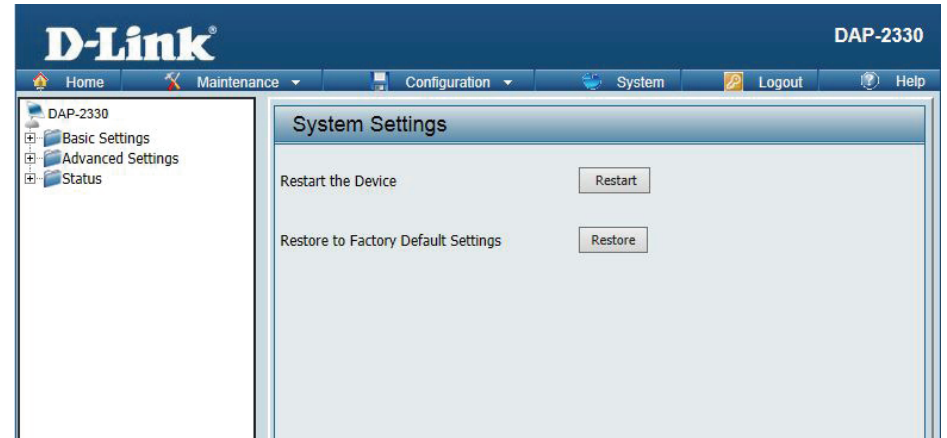 D-Link®
DAP-2330
Home Maintenance Configuration System Logout Help
DAP-2330
Basic Settings
Advanced Settings
Status
System Settings
Restart the Device Restart
Restore to Factory Default Settings Restore